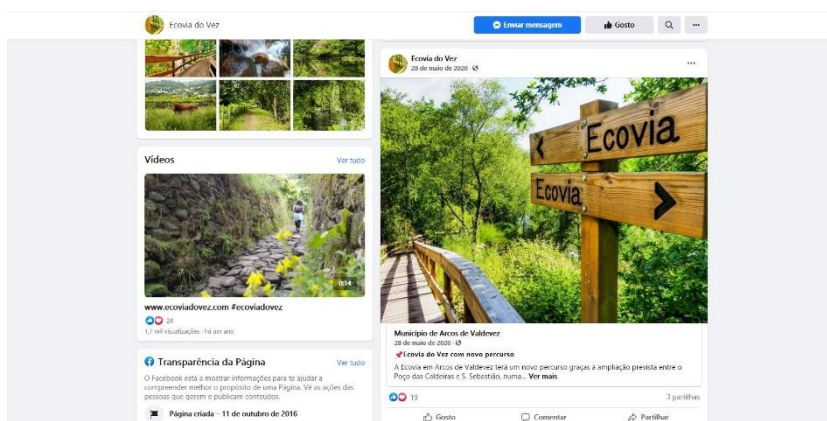 Ecovia do Vez
Enviar mensagem
Gosto
Vídeos
Ver tudo
0:14
www.ecoviadovez.com #ecoviadovez
24
1,7 mil visualizações · há um ano
Transparência da Página
Ver tudo
O Facebook está a mostrar informações para te ajudar a
compreender melhor o propósito de uma Página. Vê as ações das
pessoas que gerem e publicam conteúdos.
Página criada - 11 de outubro de 2016
Ecovia do Vez
28 de maio de 2020 ·
Ecovia
Ecovia
Município de Arcos de Valdevez
28 de maio de 2020 ·
📌Ecovia do Vez com novo percurso
A Ecovia em Arcos de Valdevez terá um novo percurso graças à ampliação prevista entre o
Poço das Caldeiras e S. Sebastião, numa... Ver mais
19
3 partilhas
Gosto
Comentar
Partilhar